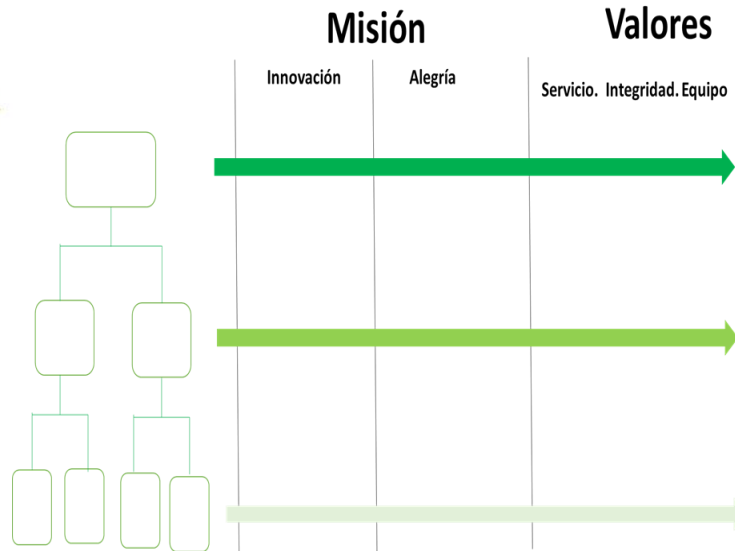 Misión
Valores
Innovación
Alegría
Servicio. Integridad. Equipo